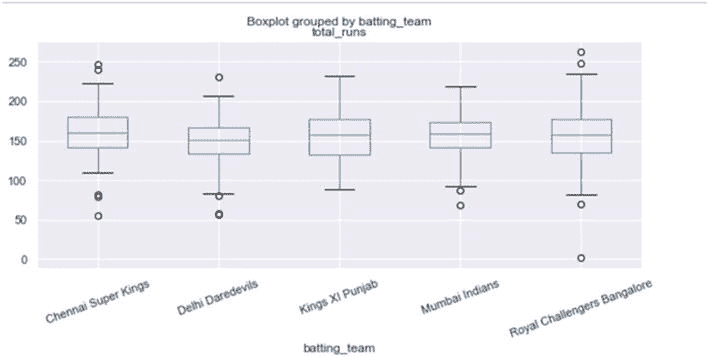 Boxplot grouped by batting_team
total_runs
250
200
150
100
50
0
Chennai Super Kings
Delhi Daredevils
Kings XI Punjab
Mumbai Indians
Royal Challengers Bangalore
batting_team